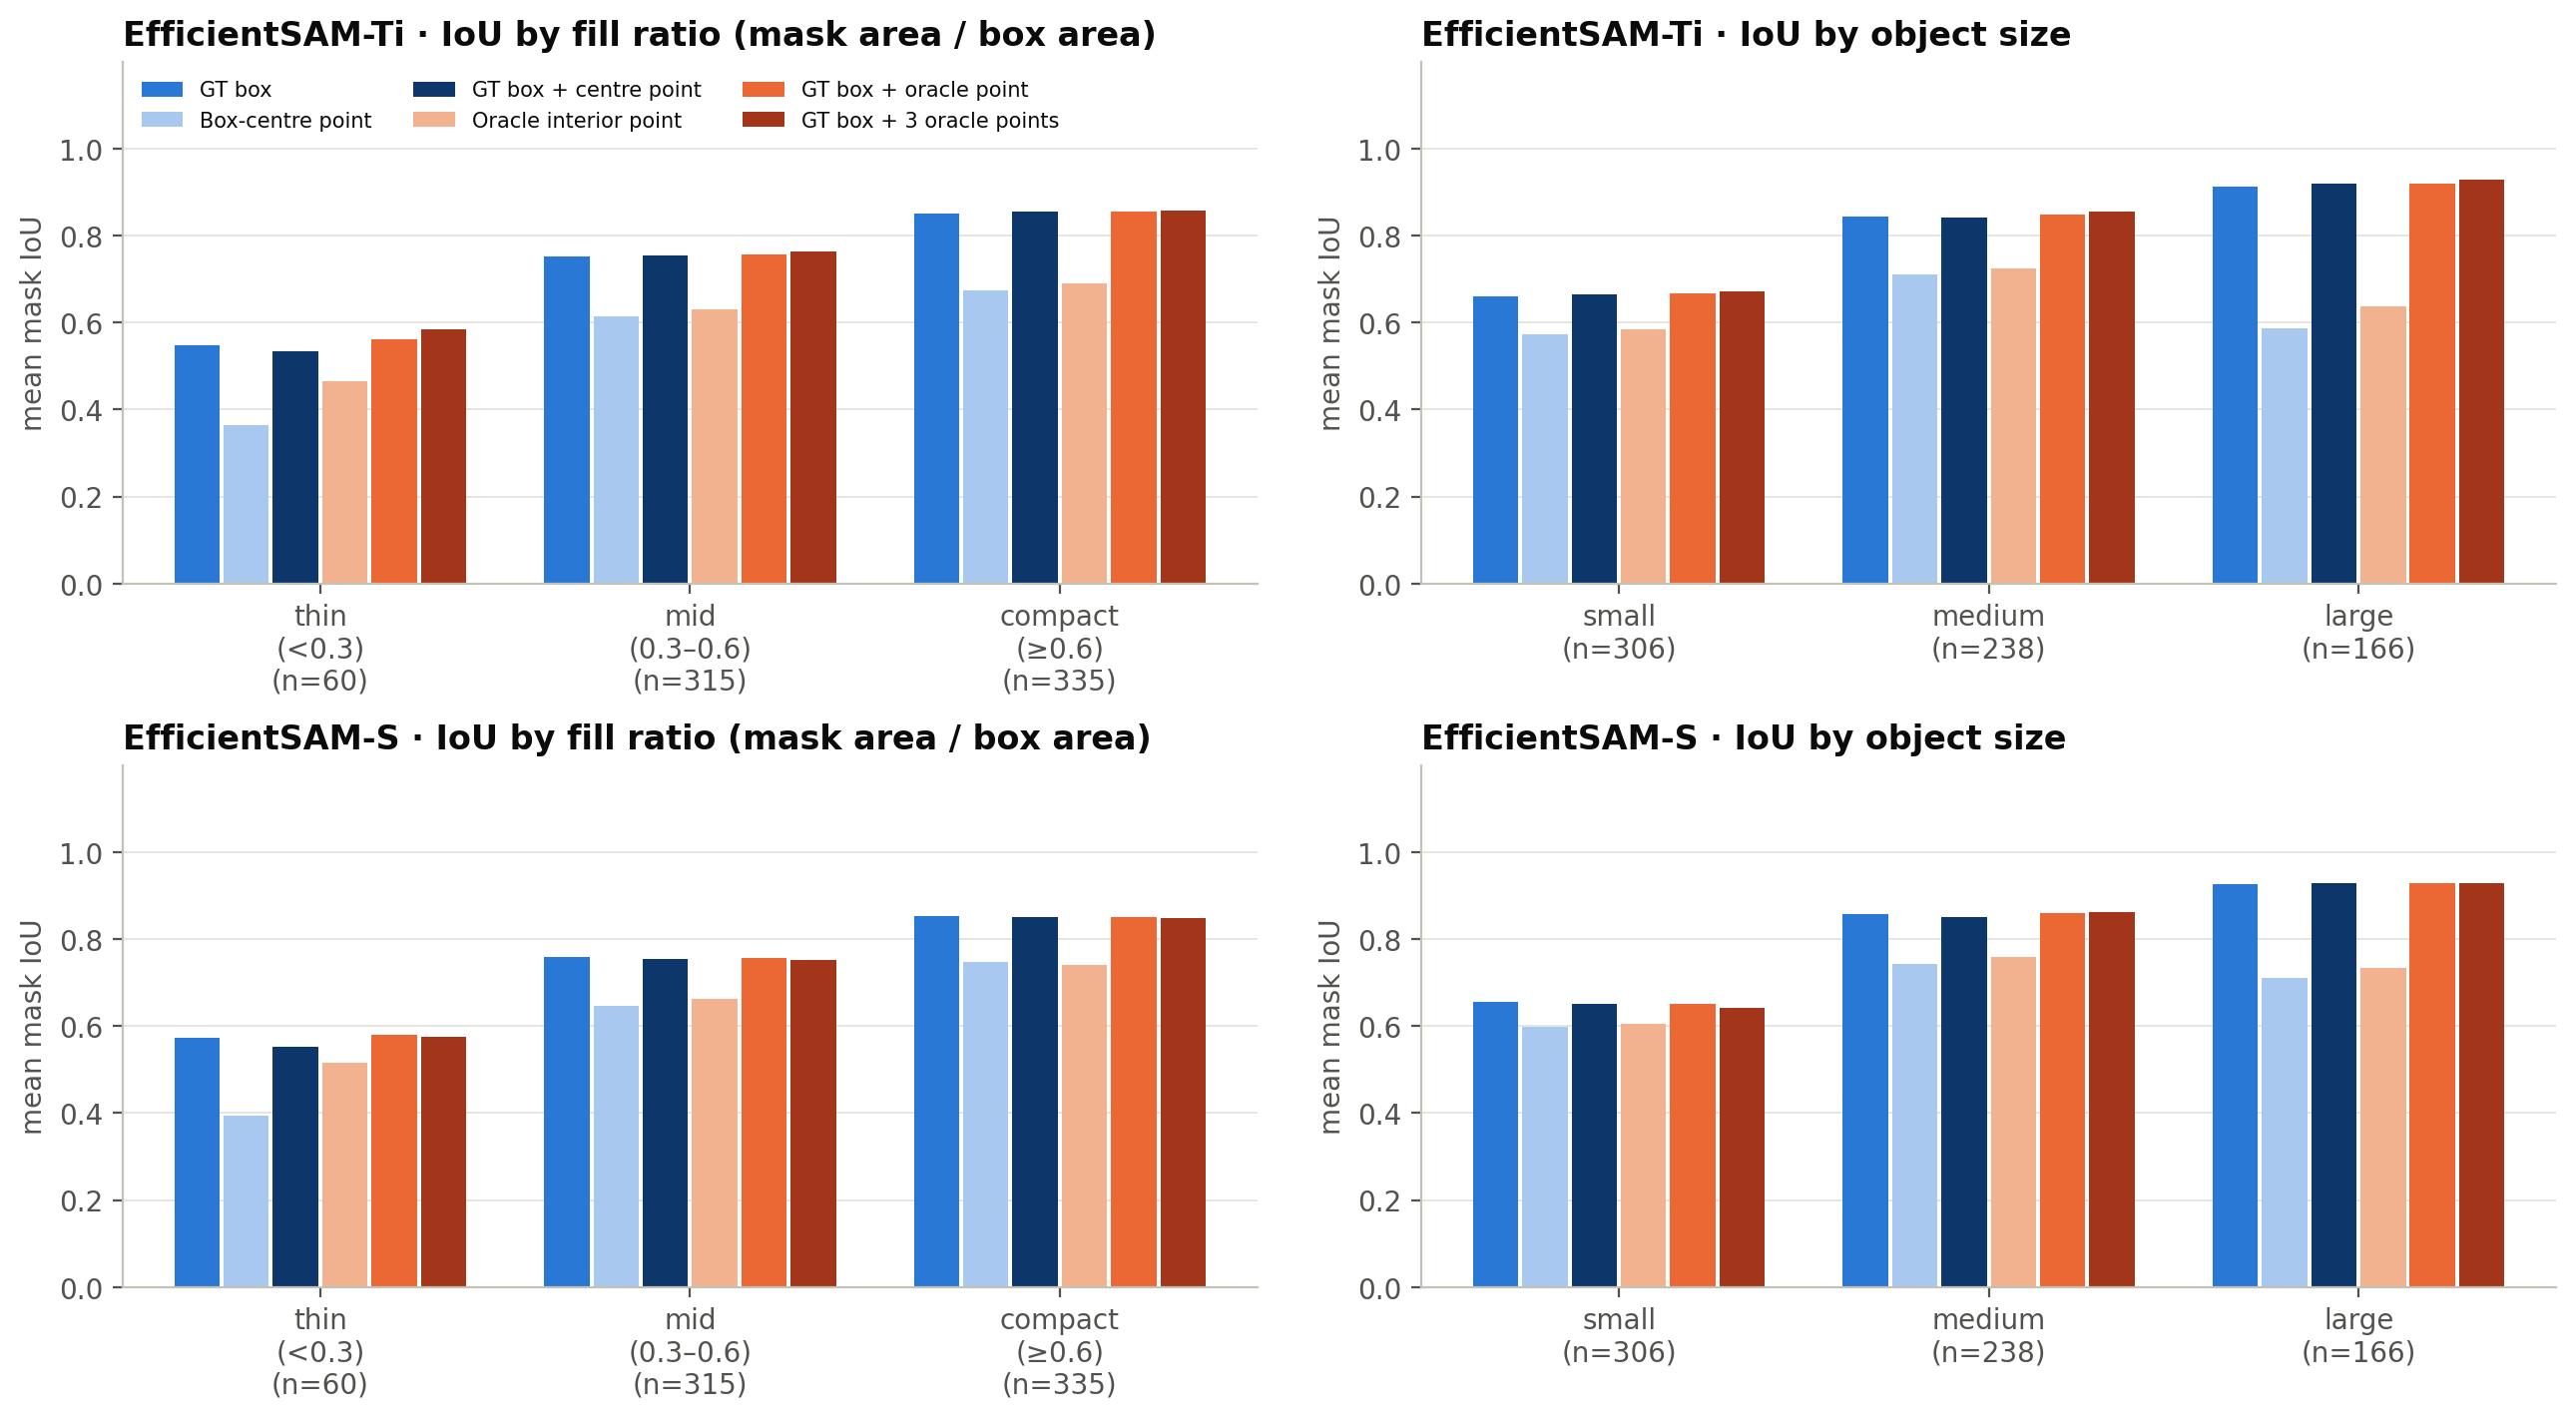 EfficientSAM-Ti · IoU by fill ratio (mask area / box area)
GT box
Box-centre point
GT box + centre point
Oracle interior point
GT box + oracle point
GT box + 3 oracle points
mean mask IoU
1.0
0.8
0.6
0.4
0.2
0.0
thin
(<0.3)
(n=60)
mid
(0.3–0.6)
(n=315)
compact
(≥0.6)
(n=335)
EfficientSAM-Ti · IoU by object size
mean mask IoU
1.0
0.8
0.6
0.4
0.2
0.0
small
(n=306)
medium
(n=238)
large
(n=166)
EfficientSAM-S · IoU by fill ratio (mask area / box area)
mean mask IoU
1.0
0.8
0.6
0.4
0.2
0.0
thin
(<0.3)
(n=60)
mid
(0.3–0.6)
(n=315)
compact
(≥0.6)
(n=335)
EfficientSAM-S · IoU by object size
mean mask IoU
1.0
0.8
0.6
0.4
0.2
0.0
small
(n=306)
medium
(n=238)
large
(n=166)